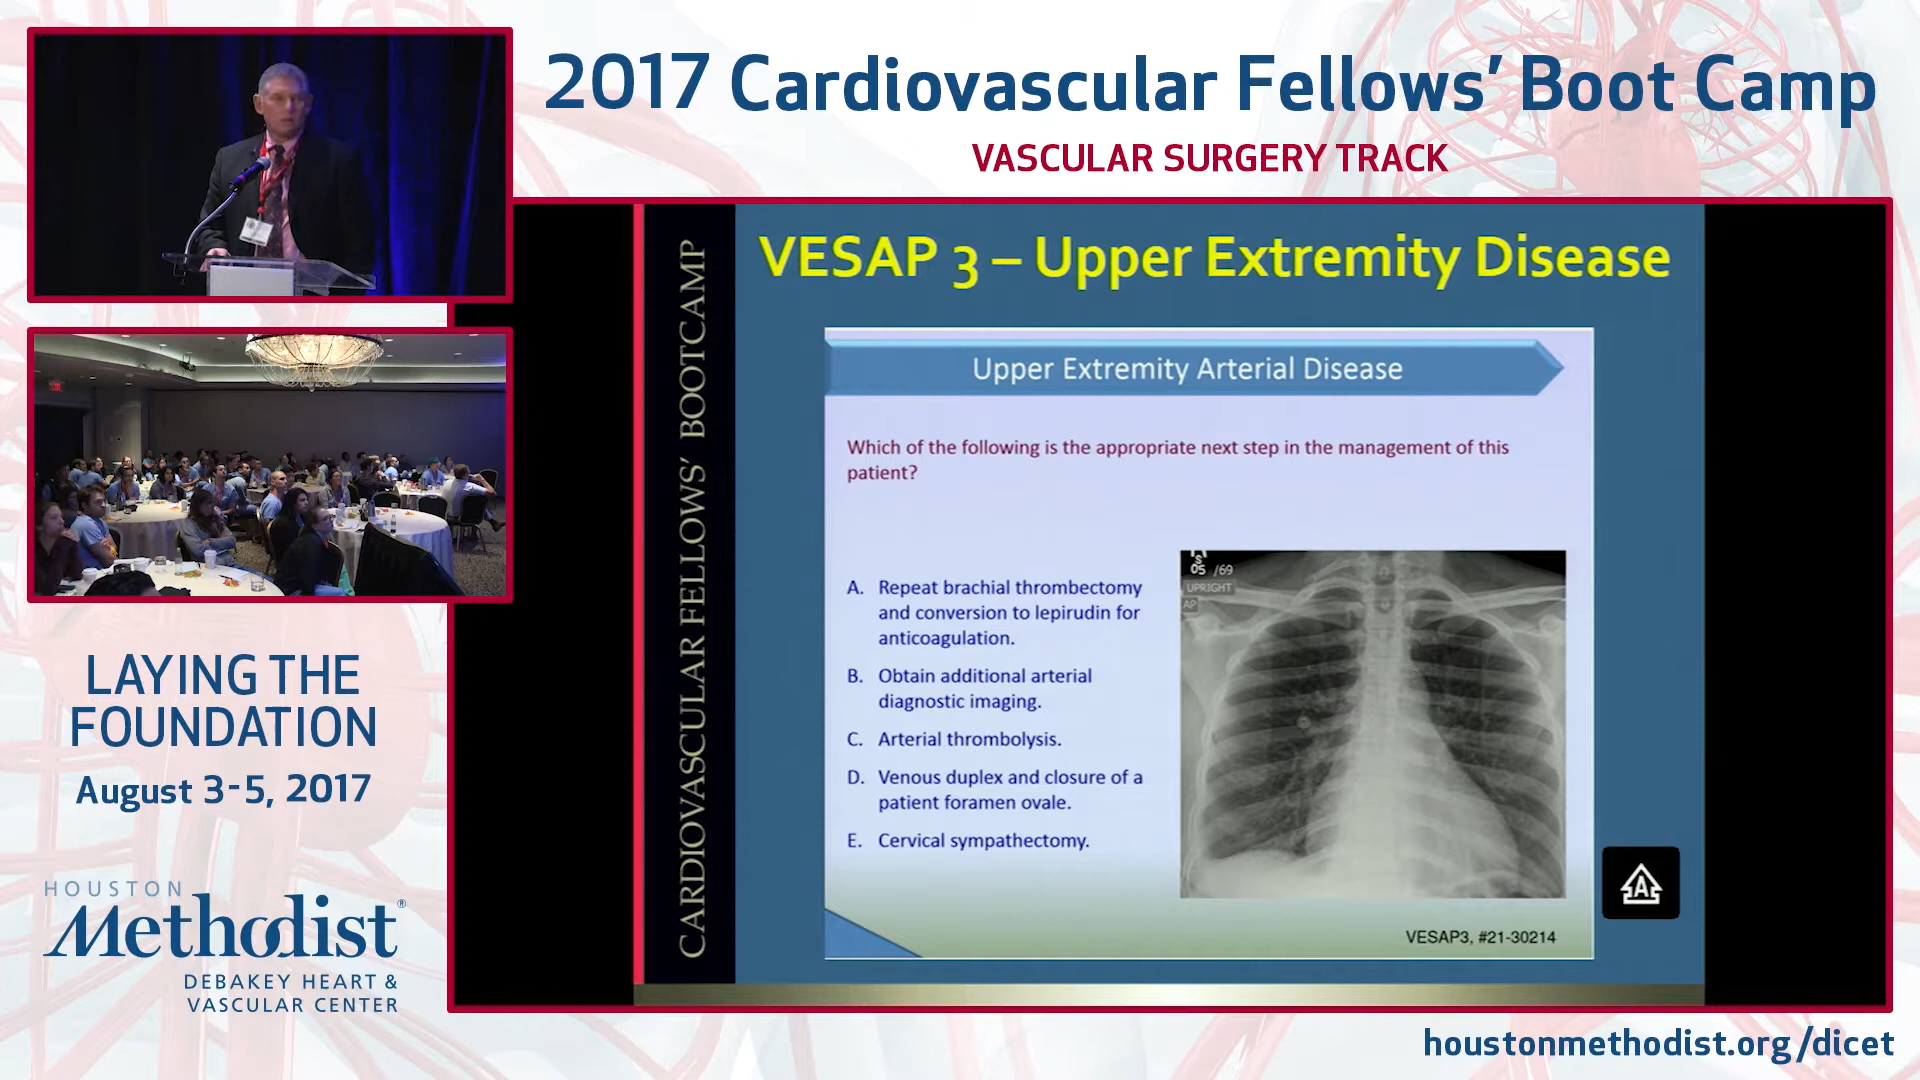 2017 Cardiovascular Fellows' Boot Camp
VASCULAR SURGERY TRACK
CARDIOVASCULAR FELLOWS' BOOTCAMP
VESAP 3 – Upper Extremity Disease
Upper Extremity Arterial Disease
Which of the following is the appropriate next step in the management of this
patient?
A. Repeat brachial thrombectomy
and conversion to lepirudin for
anticoagulation.
B. Obtain additional arterial
diagnostic imaging.
C. Arterial thrombolysis.
D. Venous duplex and closure of a
patient foramen ovale.
E. Cervical sympathectomy.
S
05 /69
UPRIGHT
AP
VESAP3, #21-30214
A
LAYING THE
FOUNDATION
August 3-5, 2017
HOUSTON
Methodist®
DEBAKEY HEART &
VASCULAR CENTER
houstonmethodist.org/dicet